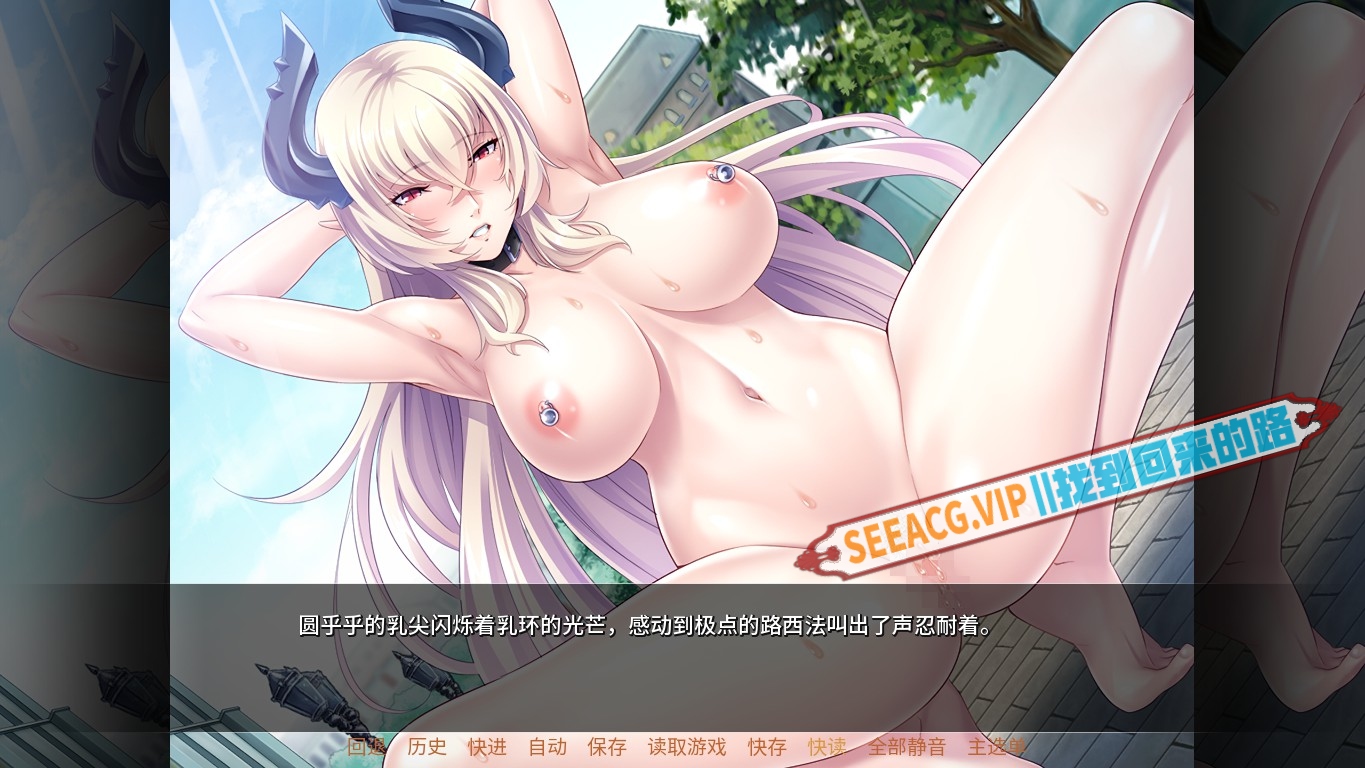 SEEACG.VIP||找到回来的路
圆乎乎的乳尖闪烁着乳环的光芒，感动到极点的路西法叫出了声忍耐着。
回退 历史 快进 自动 保存 读取游戏 快存 快读 全部静音 主选单